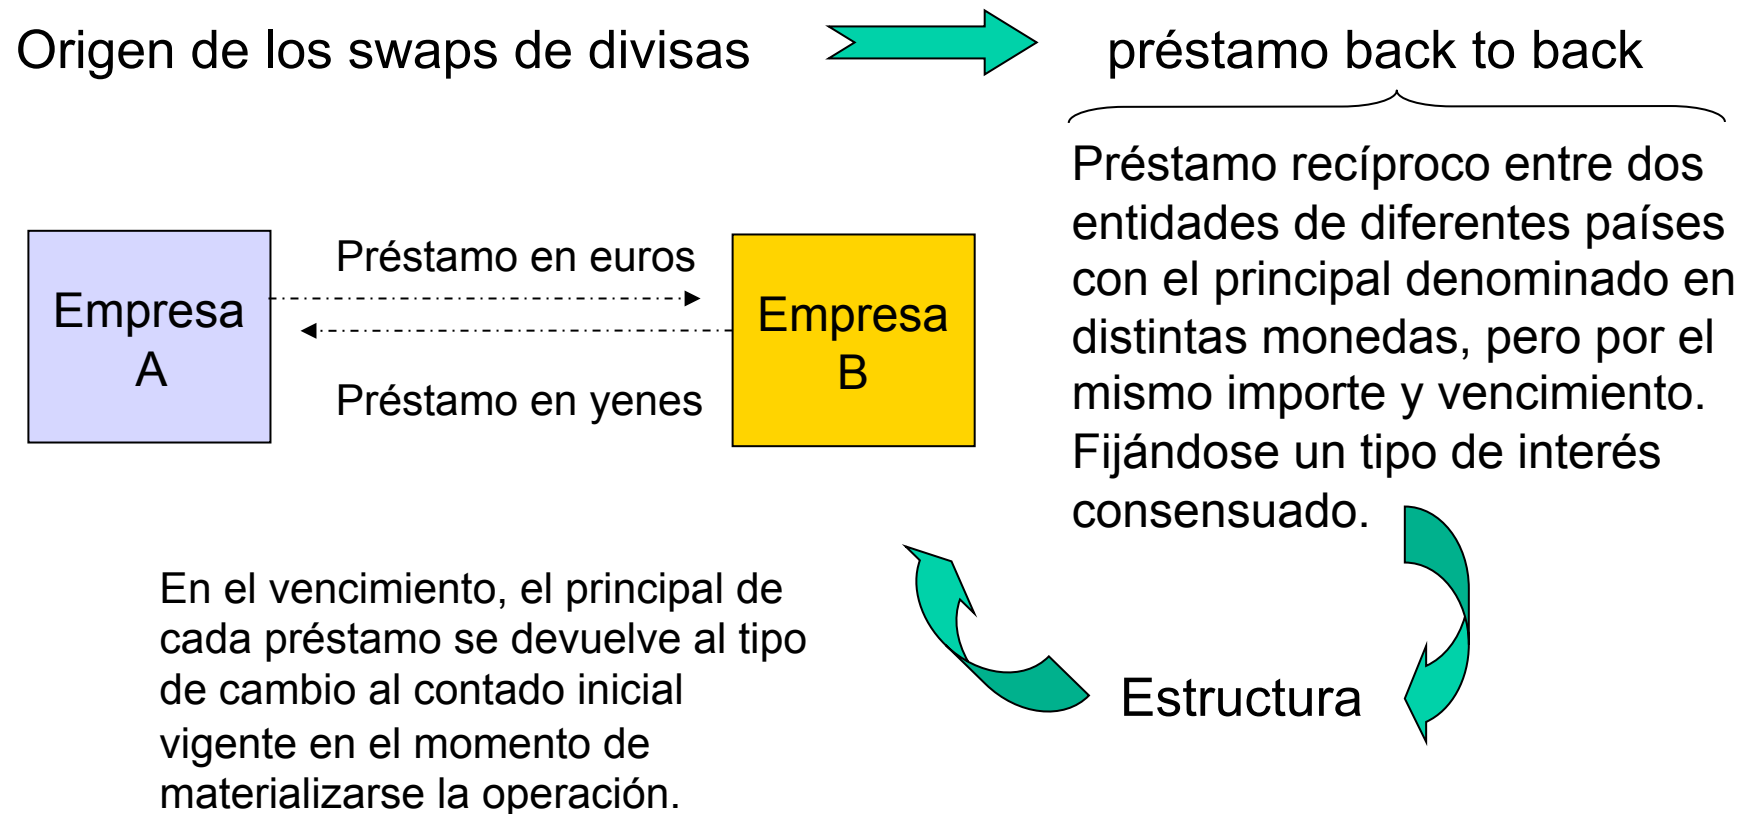 Origen de los swaps de divisas
préstamo back to back
Préstamo recíproco entre dos
entidades de diferentes países
con el principal denominado en
distintas monedas, pero por el
mismo importe y vencimiento.
Fijándose un tipo de interés
consensuado.
Empresa
A
Préstamo en euros
Préstamo en yenes
Empresa
B
Estructura
En el vencimiento, el principal de
cada préstamo se devuelve al tipo
de cambio al contado inicial
vigente en el momento de
materializarse la operación.